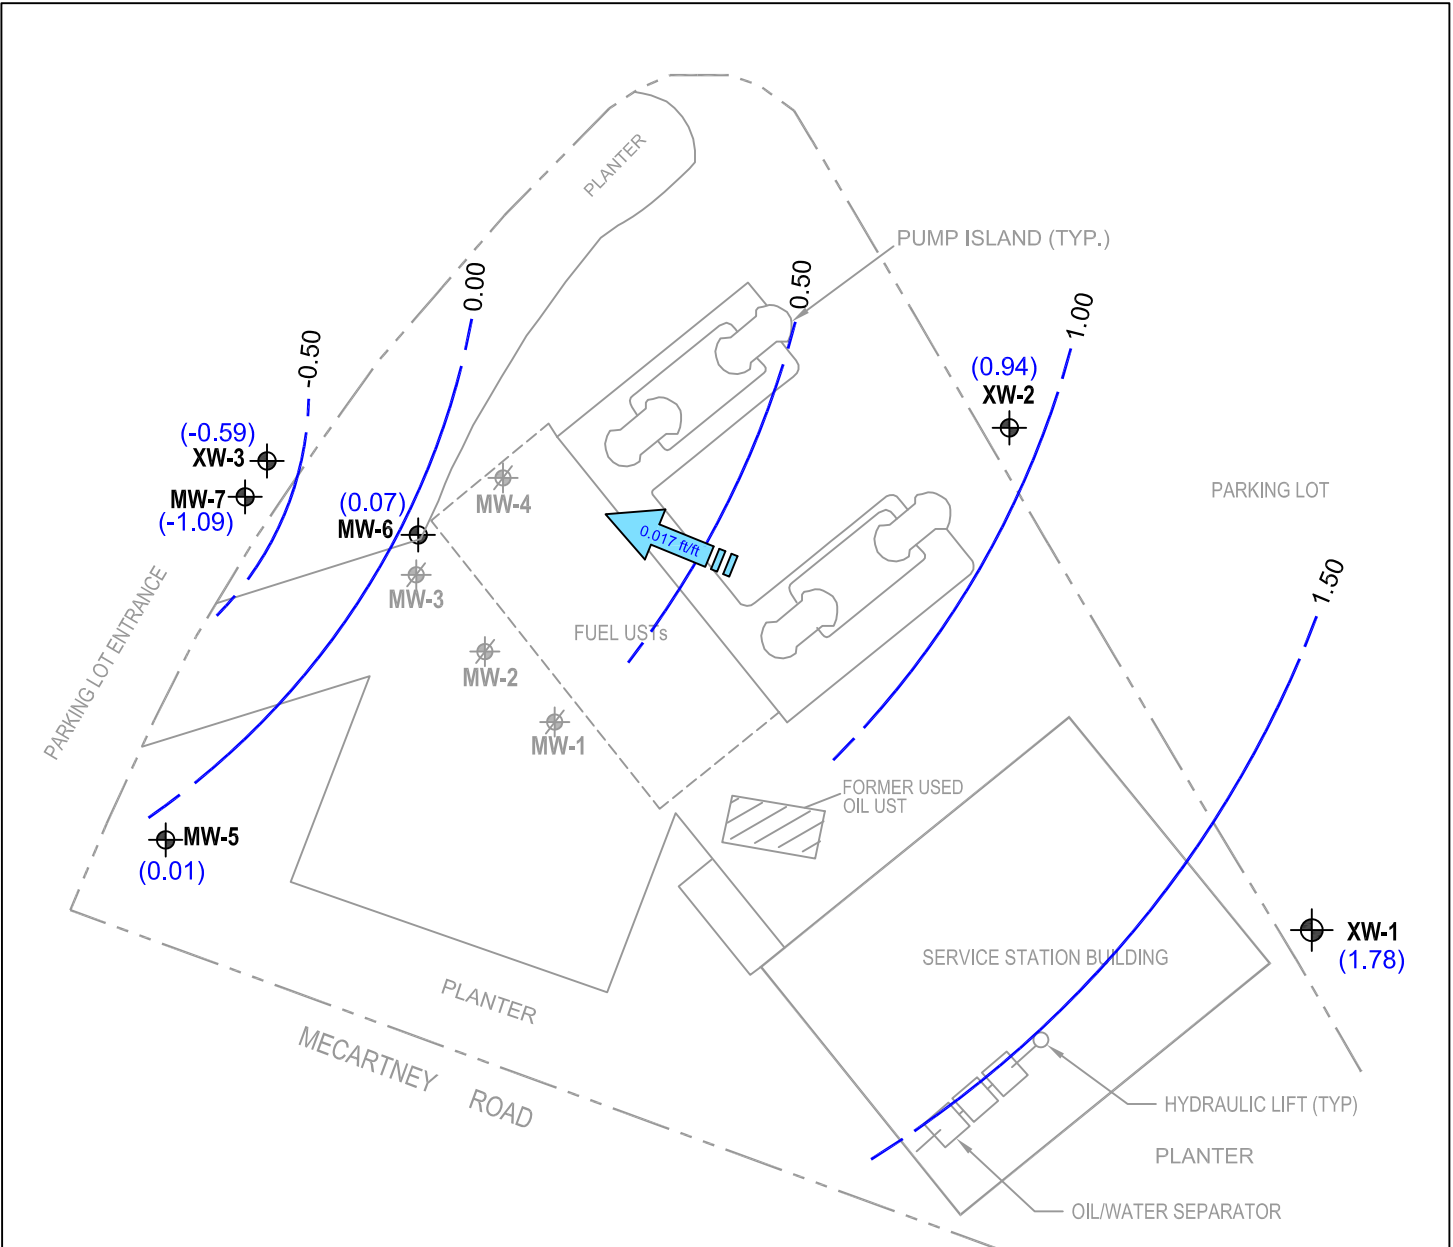 PLANTER
PUMP ISLAND (TYP.)
0.00
0.50
1.00
-0.50
(0.94)
XW-2
(-0.59)
XW-3
MW-7
(-1.09)
(0.07)
MW-6
MW-4
PARKING LOT
0.017 ft/ft
MW-3
1.50
PARKING LOT ENTRANCE
FUEL USTs
MW-2
MW-1
FORMER USED
OIL UST
MW-5
(0.01)
XW-1
(1.78)
SERVICE STATION BUILDING
PLANTER
MECARTNEY ROAD
HYDRAULIC LIFT (TYP)
PLANTER
OIL/WATER SEPARATOR